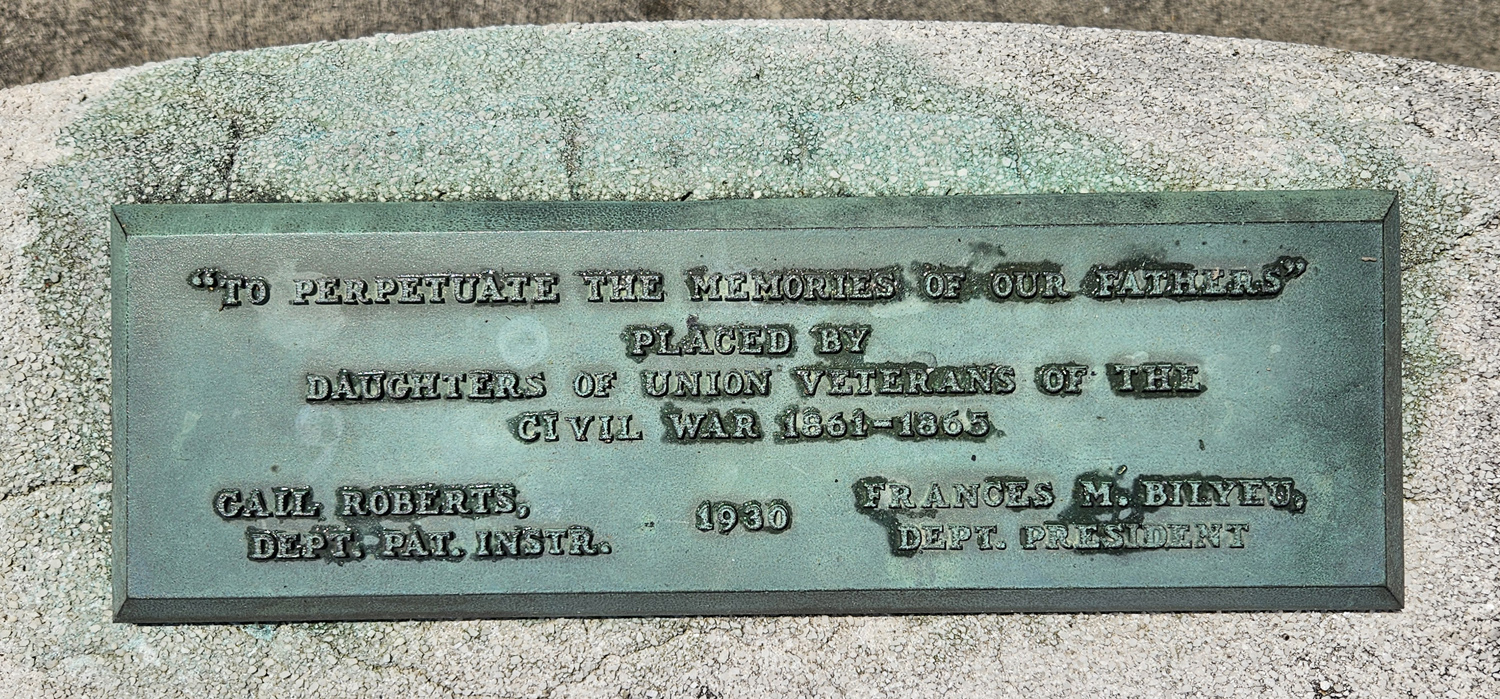 “TO PERPETUATE THE MEMORIES OF OUR FATHERS”
PLACED BY
DAUGHTERS OF UNION VETERANS OF THE
CIVIL WAR 1861-1865
GAIL ROBERTS,
DEPT. PAT. INSTR.
1930
FRANCES M. BILYEU,
DEPT. PRESIDENT